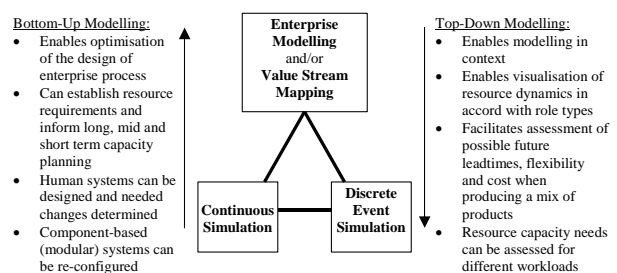 Bottom-Up Modelling:
• Enables optimisation
of the design of
enterprise process
• Can establish resource
requirements and
inform long, mid and
short term capacity
planning
• Human systems can be
designed and needed
changes determined
• Component-based
(modular) systems can
be re-configured
Enterprise
Modelling
and/or
Value Stream
Mapping
Continuous
Simulation
Discrete
Event
Simulation
Top-Down Modelling:
• Enables modelling in
context
• Enables visualisation of
resource dynamics in
accord with role types
• Facilitates assessment of
possible future
leadtimes, flexibility
and cost when
producing a mix of
products
• Resource capacity needs
can be assessed for
different workloads